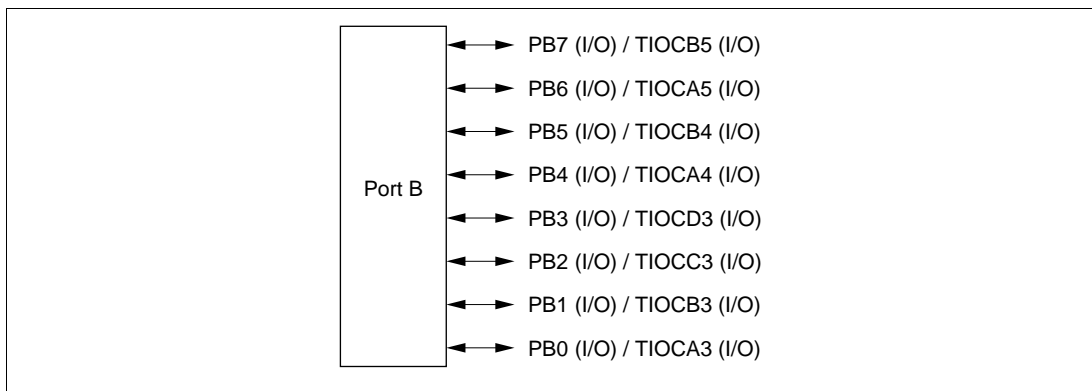 PB7 (I/O) / TIOCB5 (I/O)
PB6 (I/O) / TIOCA5 (I/O)
PB5 (I/O) / TIOCB4 (I/O)
PB4 (I/O) / TIOCA4 (I/O)
Port B
PB3 (I/O) / TIOCD3 (I/O)
PB2 (I/O) / TIOCC3 (I/O)
PB1 (I/O) / TIOCB3 (I/O)
PB0 (I/O) / TIOCA3 (I/O)